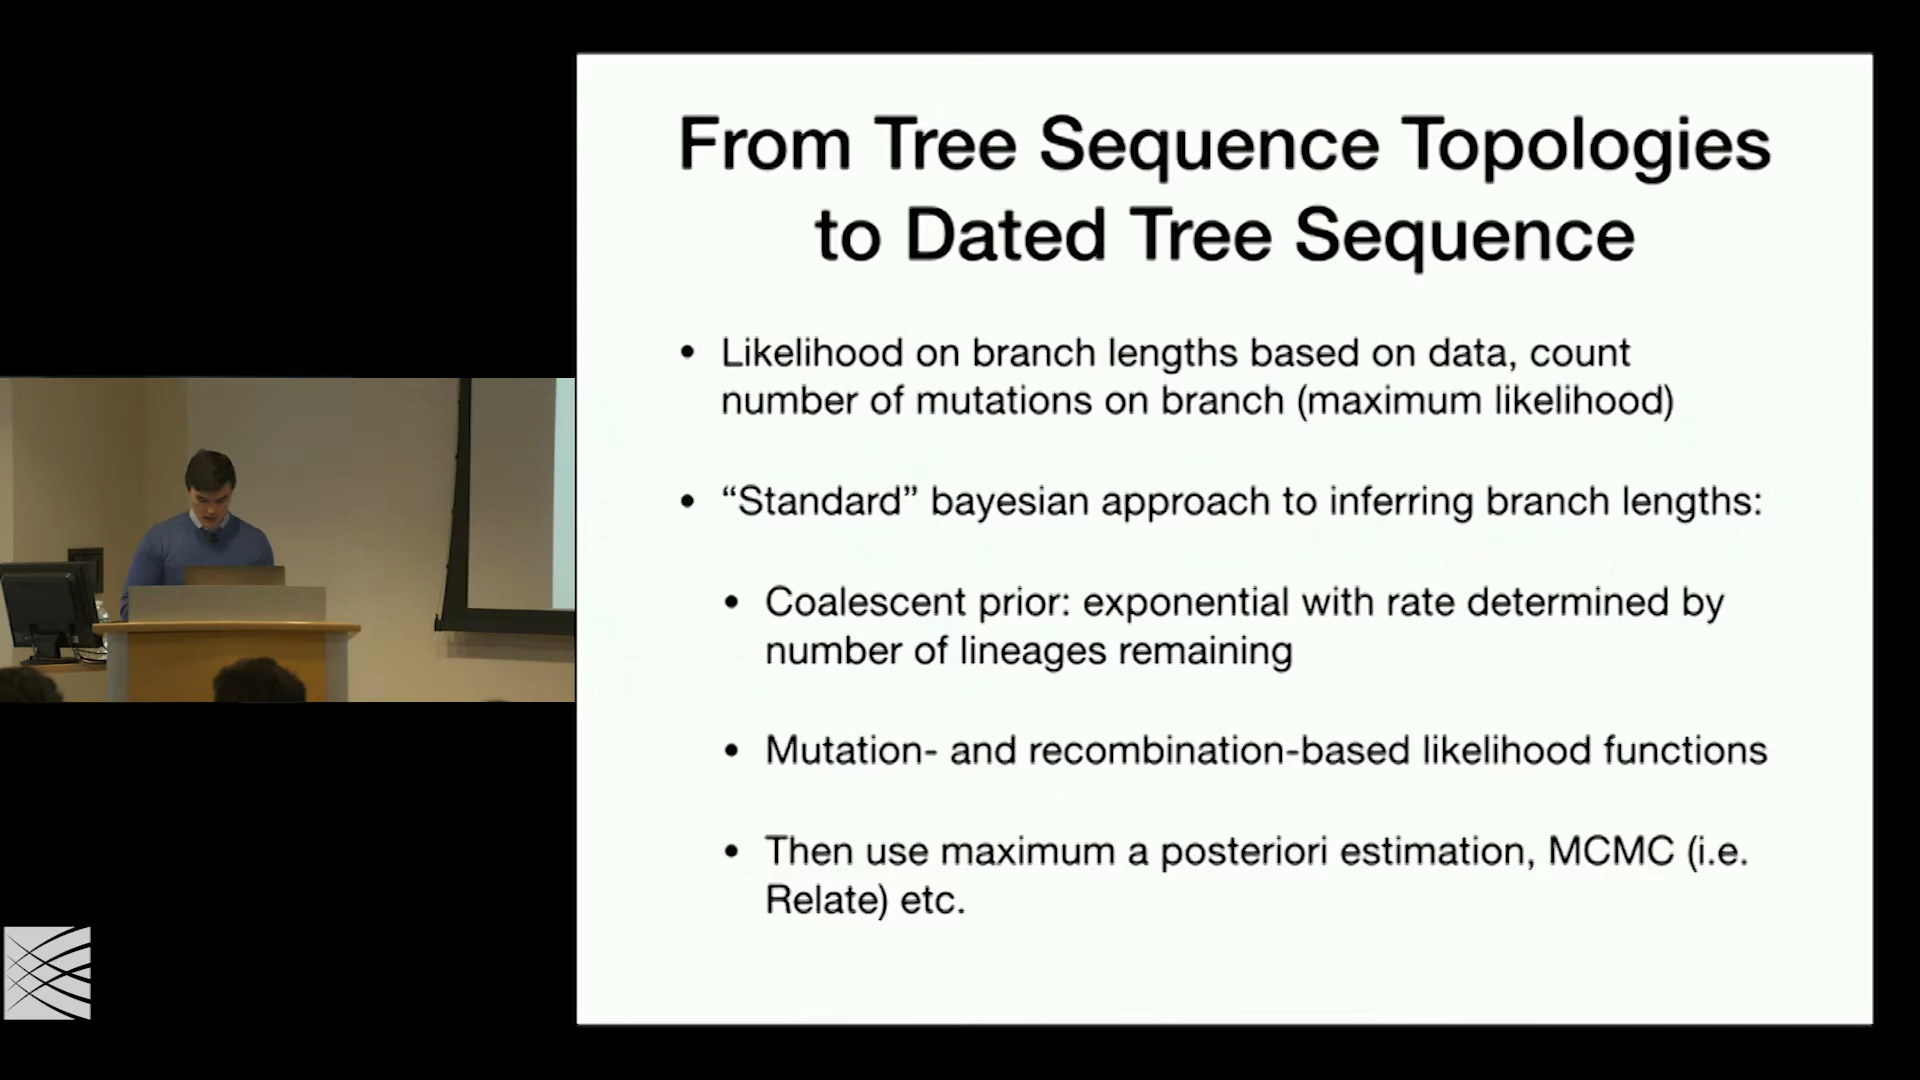 From Tree Sequence Topologies
to Dated Tree Sequence
• Likelihood on branch lengths based on data, count
number of mutations on branch (maximum likelihood)
• “Standard” bayesian approach to inferring branch lengths:
• Coalescent prior: exponential with rate determined by
number of lineages remaining
• Mutation- and recombination-based likelihood functions
• Then use maximum a posteriori estimation, MCMC (i.e.
Relate) etc.